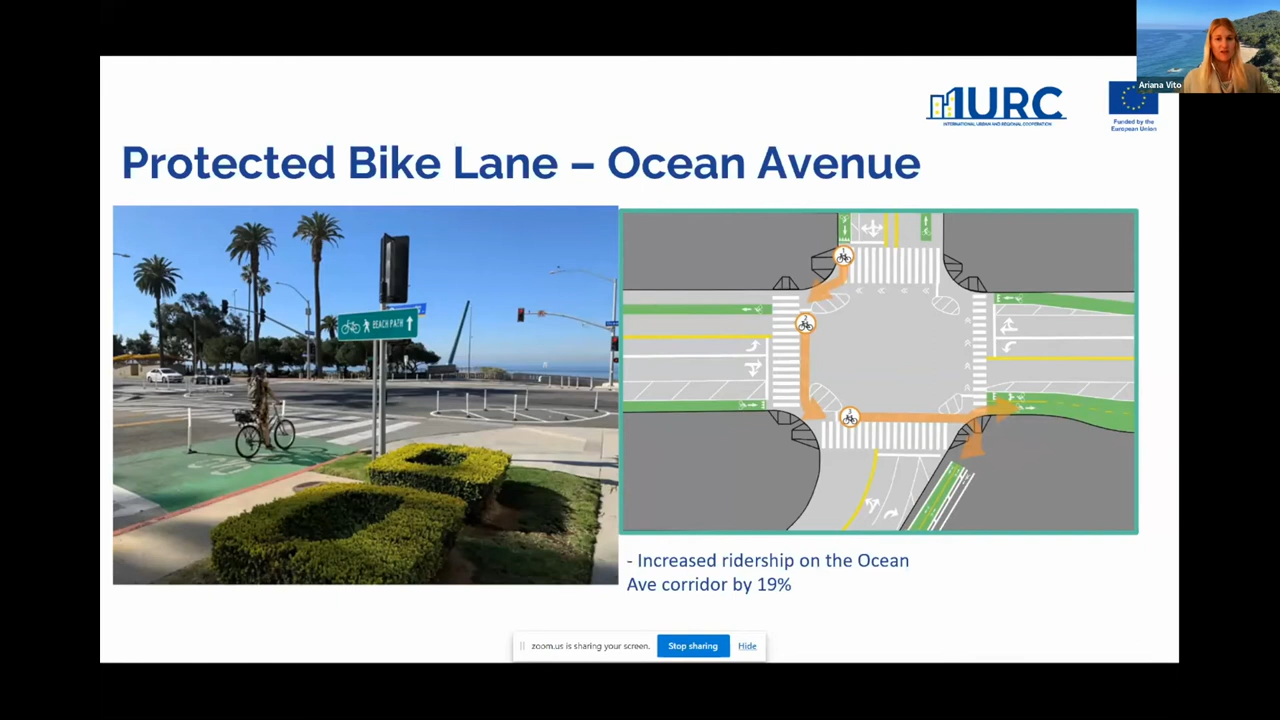 Ariana Vito
IURC
INTERNATIONAL URBAN AND REGIONAL COOPERATION
Funded by the
European Union
Protected Bike Lane – Ocean Avenue
BEACH PATH
- Increased ridership on the Ocean
Ave corridor by 19%
zoom.us is sharing your screen.
Stop sharing
Hide